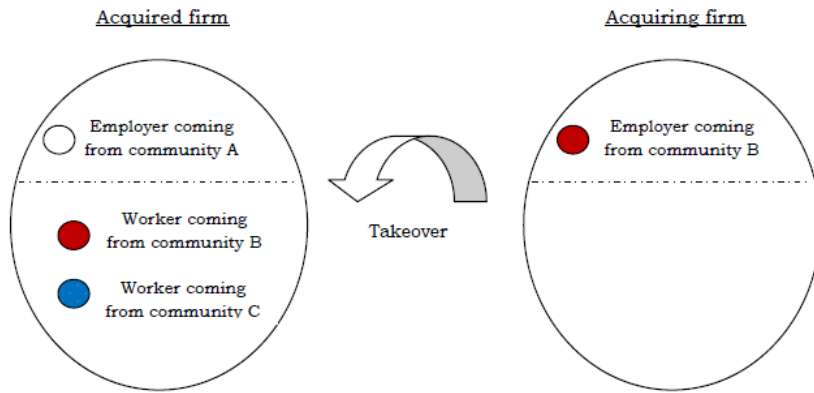 Acquired firm
Acquiring firm
Employer coming
from community A
Employer coming
from community B
Worker coming
from community B
Takeover
Worker coming
from community C